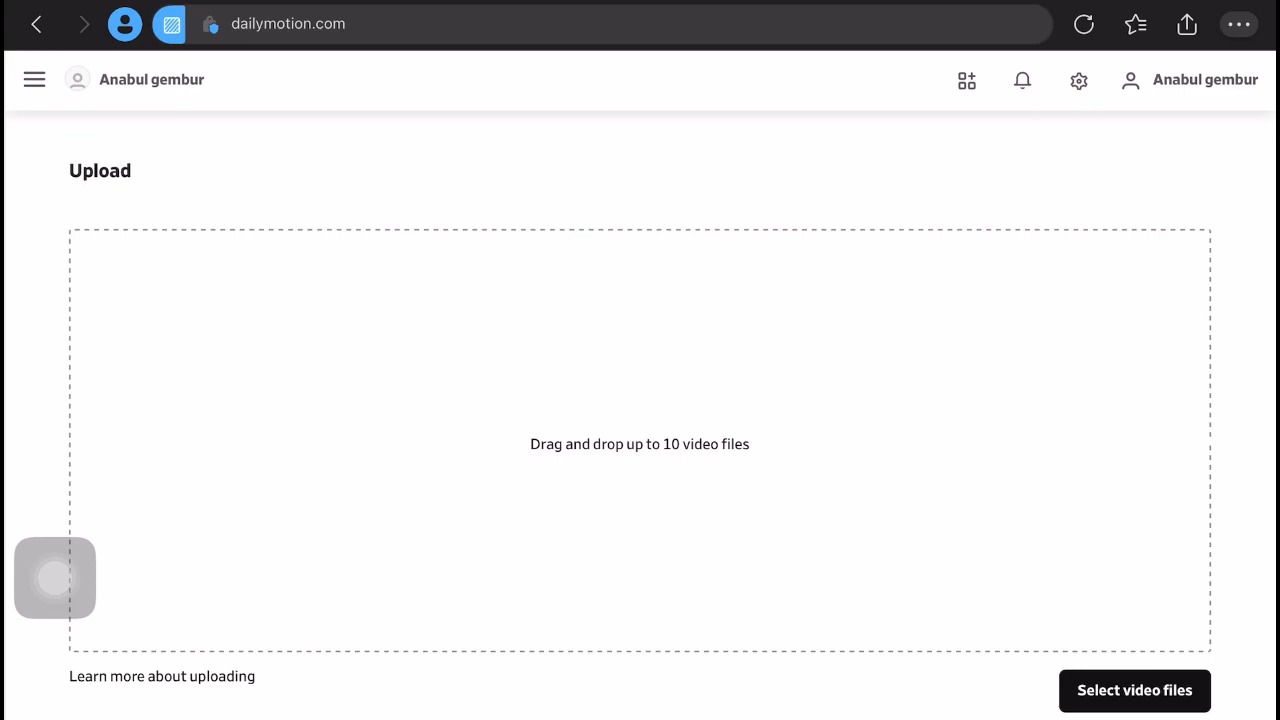 dailymotion.com
Anabul gembur
Anabul gembur
Upload
Drag and drop up to 10 video files
Learn more about uploading
Select video files